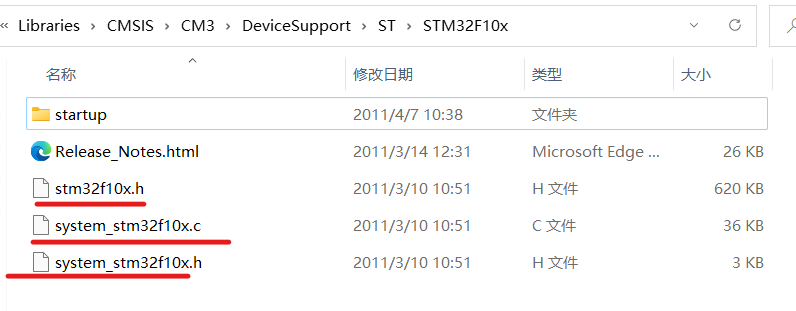 « Libraries > CMSIS > CM3 > DeviceSupport > ST > STM32F10x
名称 修改日期 类型 大小
startup 2011/4/7 10:38 文件夹
Release_Notes.html 2011/3/14 12:31 Microsoft Edge ... 26 KB
stm32f10x.h 2011/3/10 10:51 H 文件 620 KB
system_stm32f10x.c 2011/3/10 10:51 C 文件 36 KB
system_stm32f10x.h 2011/3/10 10:51 H 文件 3 KB